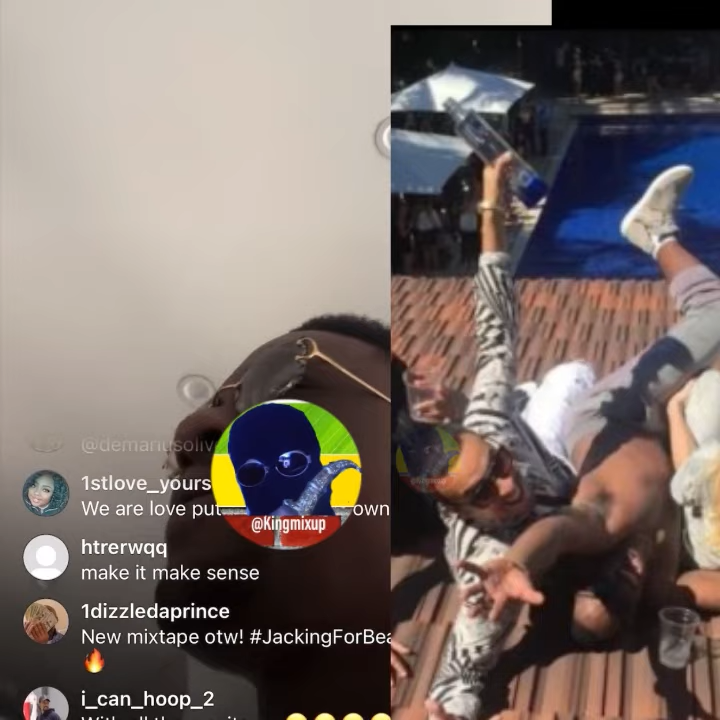 @demariusoliv
1stlove_yours
We are love put
own
@Kingmixup
htrerwqq
make it make sense
1dizzledaprince
New mixtape otw! #JackingForBea
i_can_hoop_2